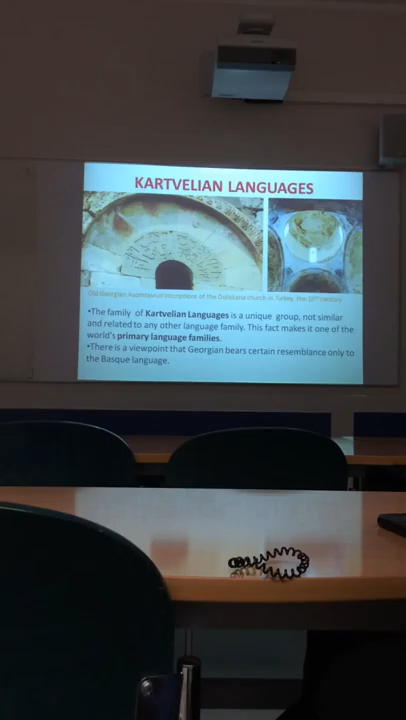 KARTVELIAN LANGUAGES
Old Georgian Asomtavruli inscriptions of the Doliskana church in Turkey, the 10th century
•The family of Kartvelian Languages is a unique group, not similar
and related to any other language family. This fact makes it one of the
world's primary language families.
•There is a viewpoint that Georgian bears certain resemblance only to
the Basque language.